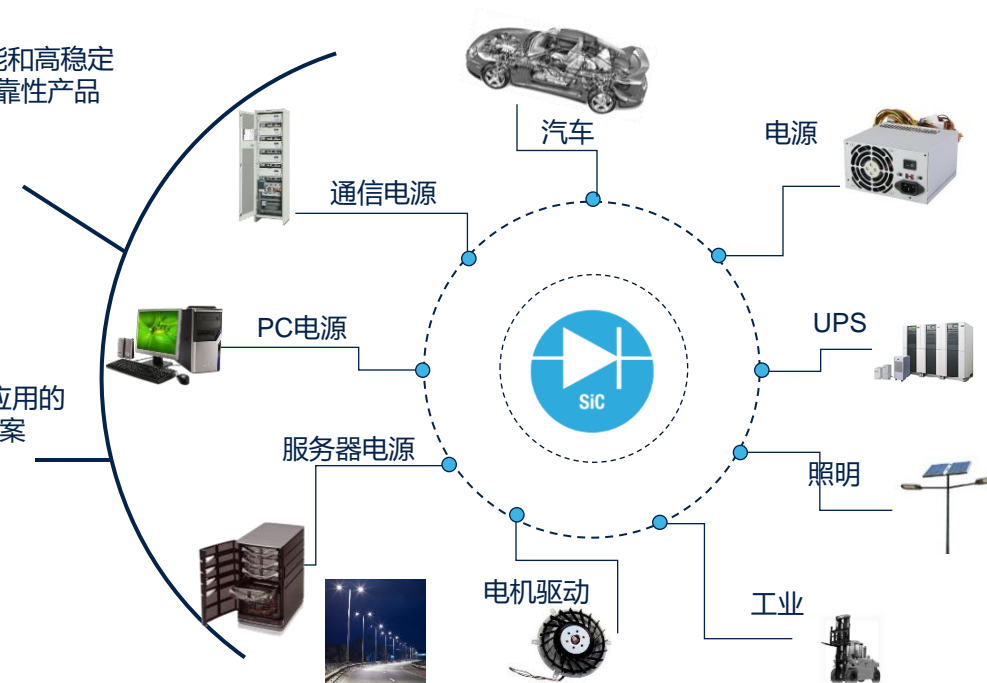 能和高稳定
靠性产品
汽车
电源
通信电源
PC电源
UPS
SiC
应用的
案
服务器电源
照明
电机驱动
工业